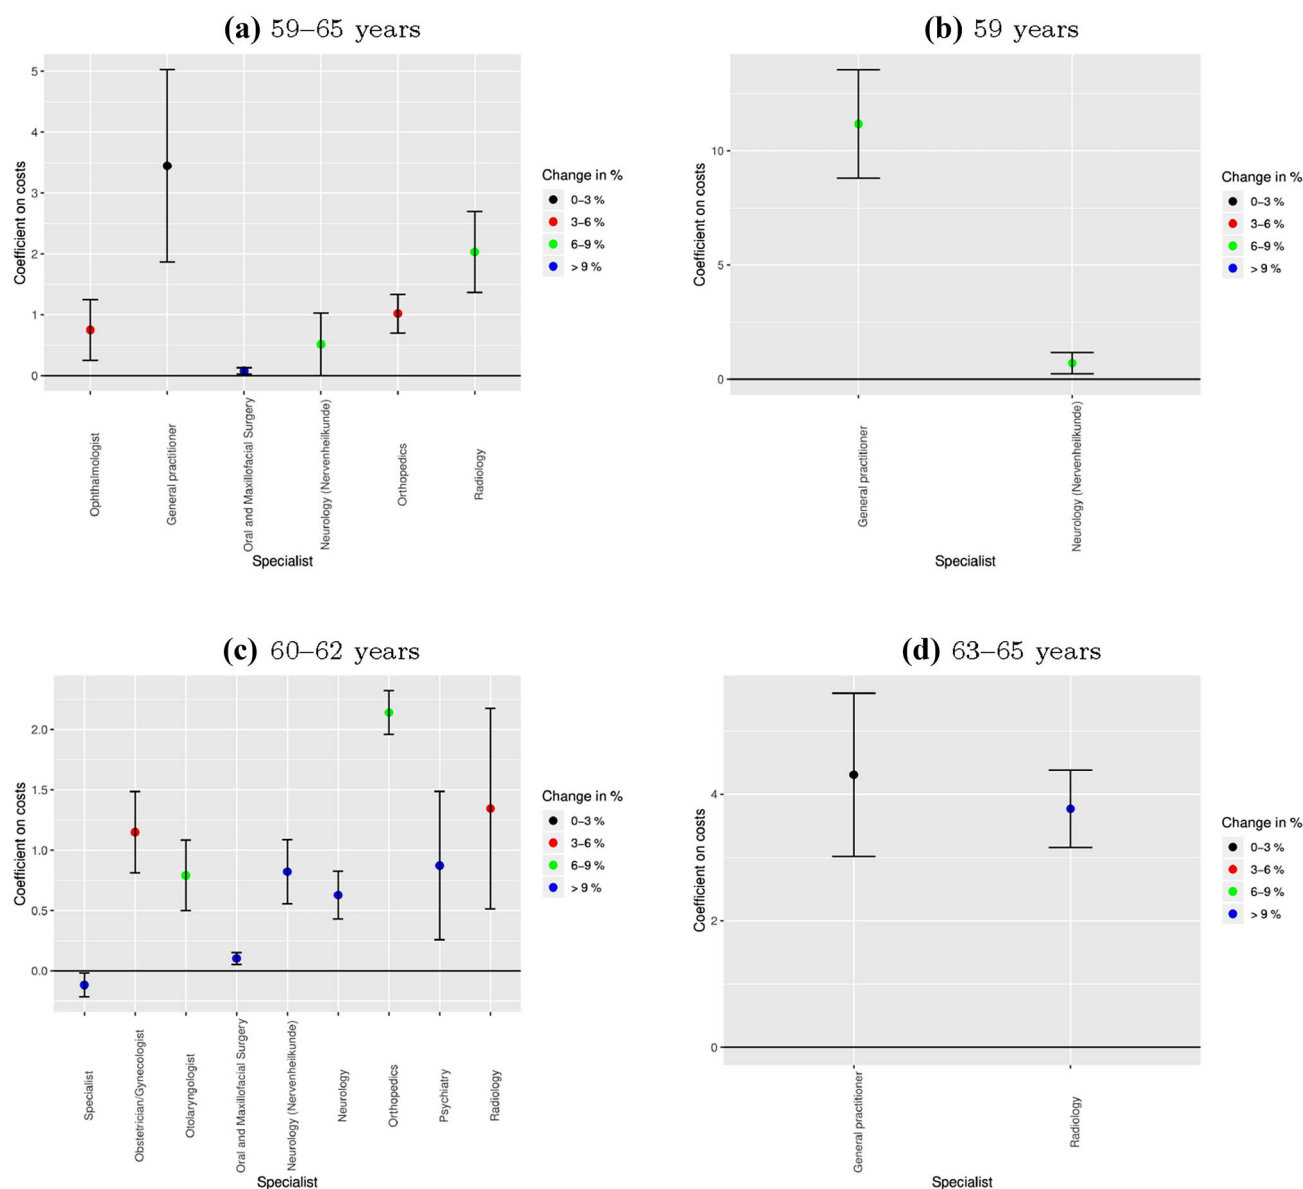 (a) 59–65 years
Coefficient on costs
5
4
3
2
1
0
Ophthalmologist
General practitioner
Oral and Maxillofacial Surgery
Neurology (Nervenheilkunde)
Orthopedics
Radiology
Specialist
Change in %
0–3 %
3–6 %
6–9 %
> 9 %
(b) 59 years
Coefficient on costs
10
5
0
General practitioner
Neurology (Nervenheilkunde)
Specialist
Change in %
0–3 %
3–6 %
6–9 %
> 9 %
(c) 60–62 years
Coefficient on costs
2.0
1.5
1.0
0.5
0.0
Specialist
Obstetrician/Gynecologist
Otolaryngologist
Oral and Maxillofacial Surgery
Neurology (Nervenheilkunde)
Neurology
Orthopedics
Psychiatry
Radiology
Specialist
Change in %
0–3 %
3–6 %
6–9 %
> 9 %
(d) 63–65 years
Coefficient on costs
4
2
0
General practitioner
Radiology
Specialist
Change in %
0–3 %
3–6 %
6–9 %
> 9 %